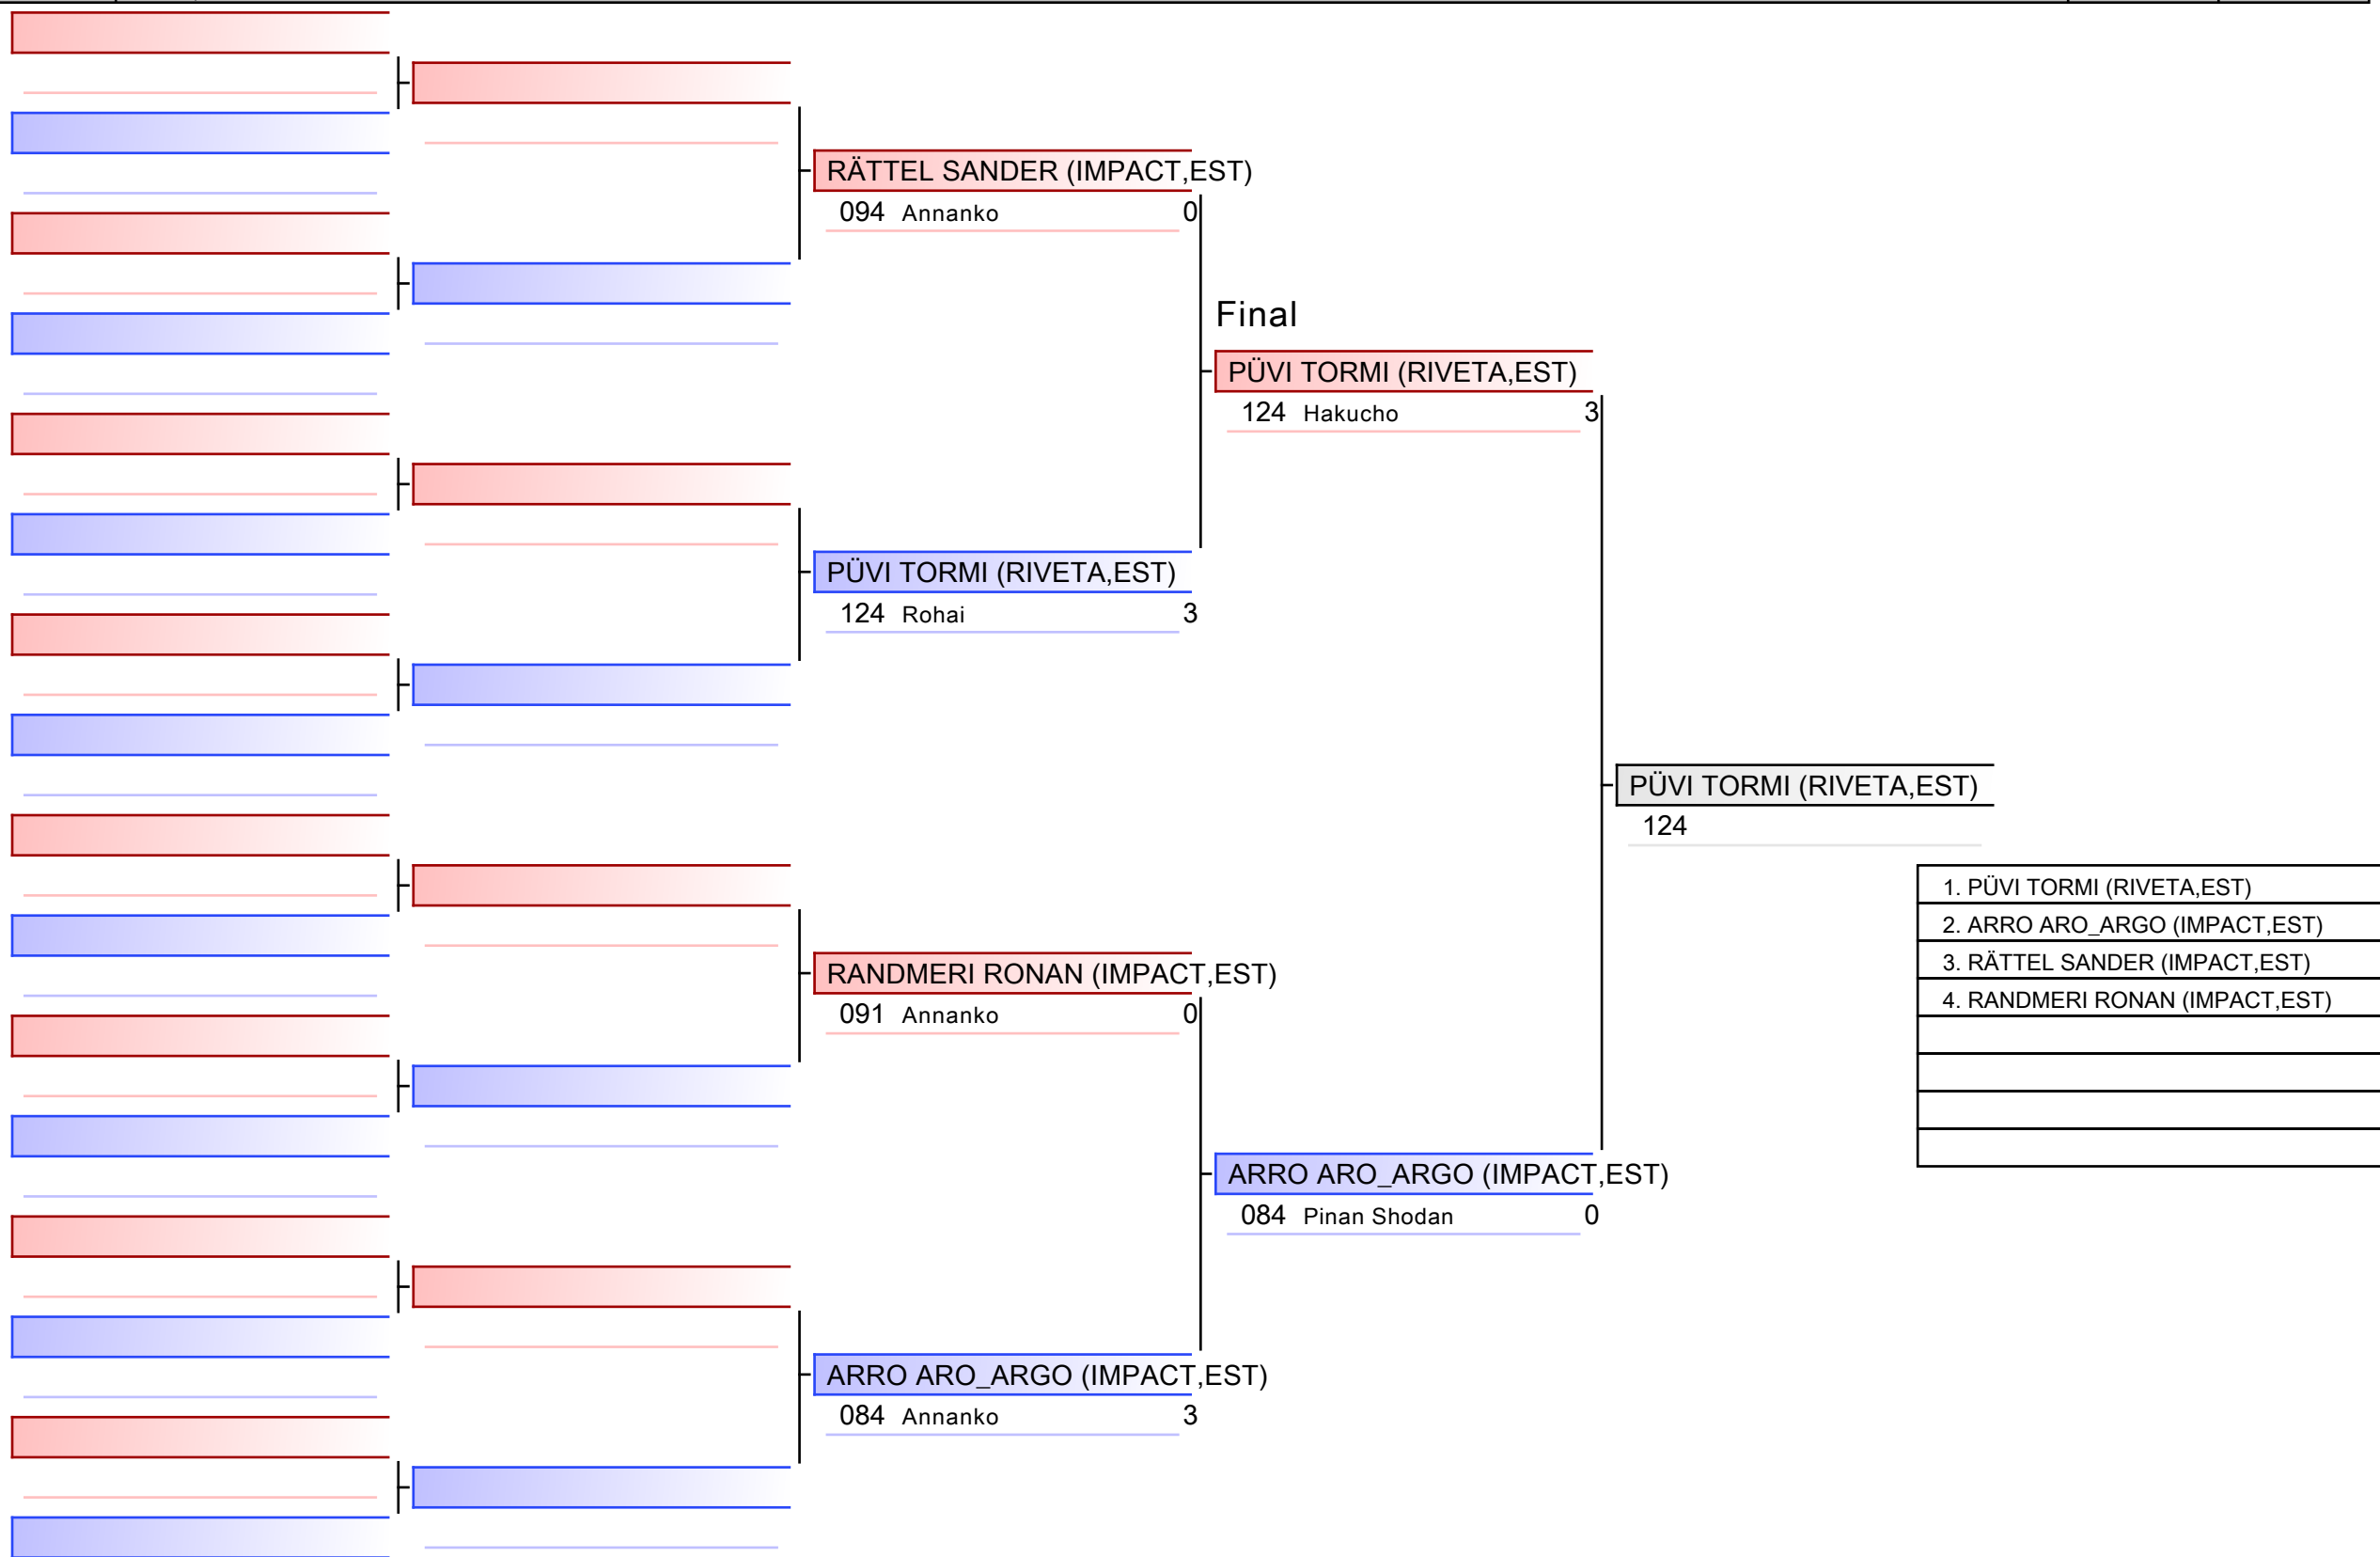 RÄTTEL SANDER (IMPACT,EST)
094 Annanko 0
Final
PÜVI TORMI (RIVETA,EST)
124 Hakucho 3
PÜVI TORMI (RIVETA,EST)
124 Rohai 3
PÜVI TORMI (RIVETA,EST)
124
1. PÜVI TORMI (RIVETA,EST)
2. ARRO ARO_ARGO (IMPACT,EST)
3. RÄTTEL SANDER (IMPACT,EST)
4. RANDMERI RONAN (IMPACT,EST)
RANDMERI RONAN (IMPACT,EST)
091 Annanko 0
ARRO ARO_ARGO (IMPACT,EST)
084 Pinan Shodan 0
ARRO ARO_ARGO (IMPACT,EST)
084 Annanko 3